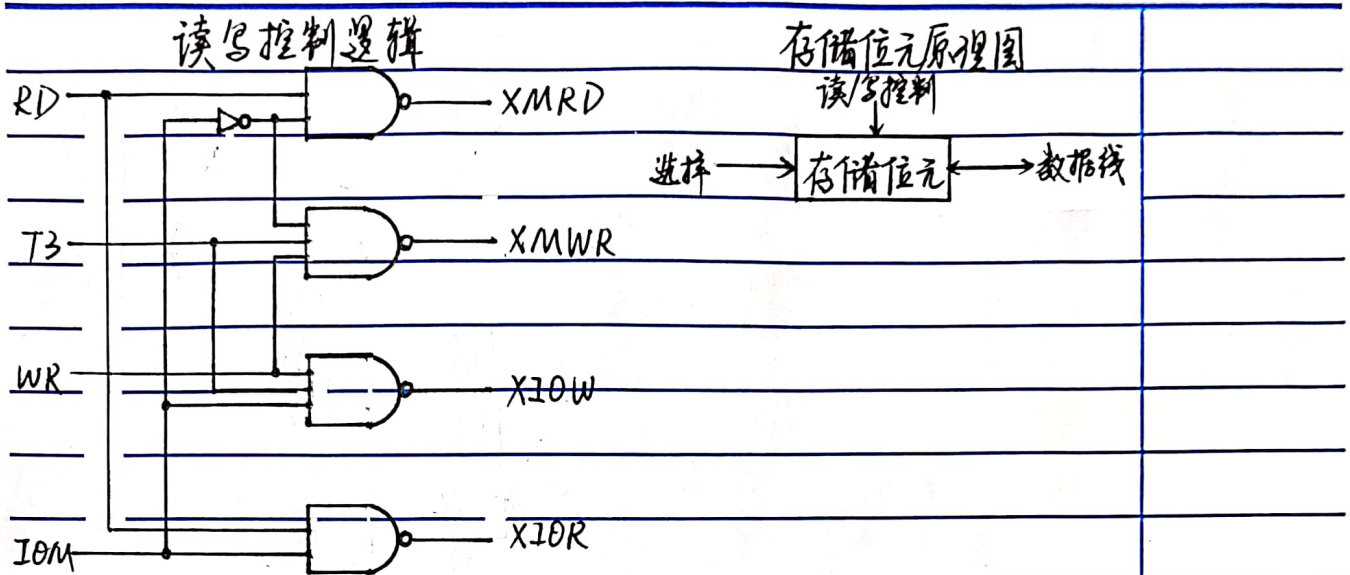 读写控制逻辑
存储位元原理图
RD
XMRD
读/写控制
选择
存储位元
数据线
T3
XMWR
WR
XIOW
IOM
XIOR